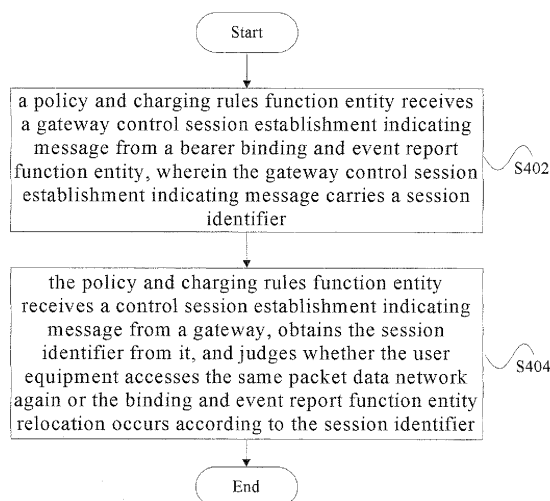 Start
a policy and charging rules function entity receives
a gateway control session establishment indicating
message from a bearer binding and event report
function entity, wherein the gateway control session
establishment indicating message carries a session
identifier
S402
the policy and charging rules function entity
receives a control session establishment indicating
message from a gateway, obtains the session
identifier from it, and judges whether the user
equipment accesses the same packet data network
again or the binding and event report function entity
relocation occurs according to the session identifier
S404
End